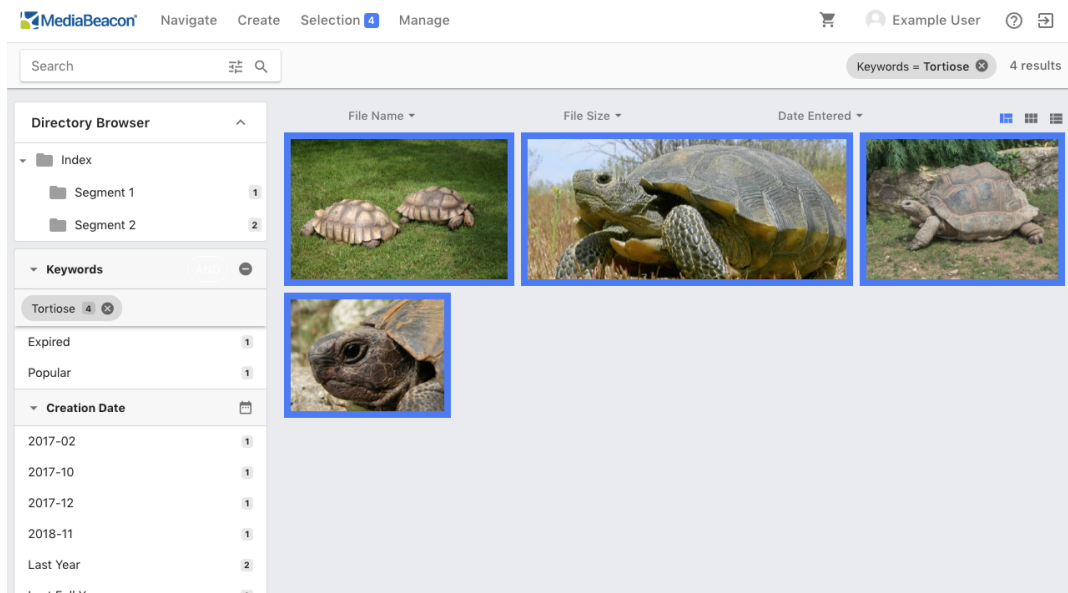 MediaBeacon® Navigate Create Selection 4 Manage Example User
Search Keywords = Tortoise 4 results
Directory Browser
File Name File Size Date Entered
Index
Segment 1 1
Segment 2 2
Keywords
Tortiose 4
Expired 1
Popular 1
Creation Date
2017-02 1
2017-10 1
2017-12 1
2018-11 1
Last Year 2